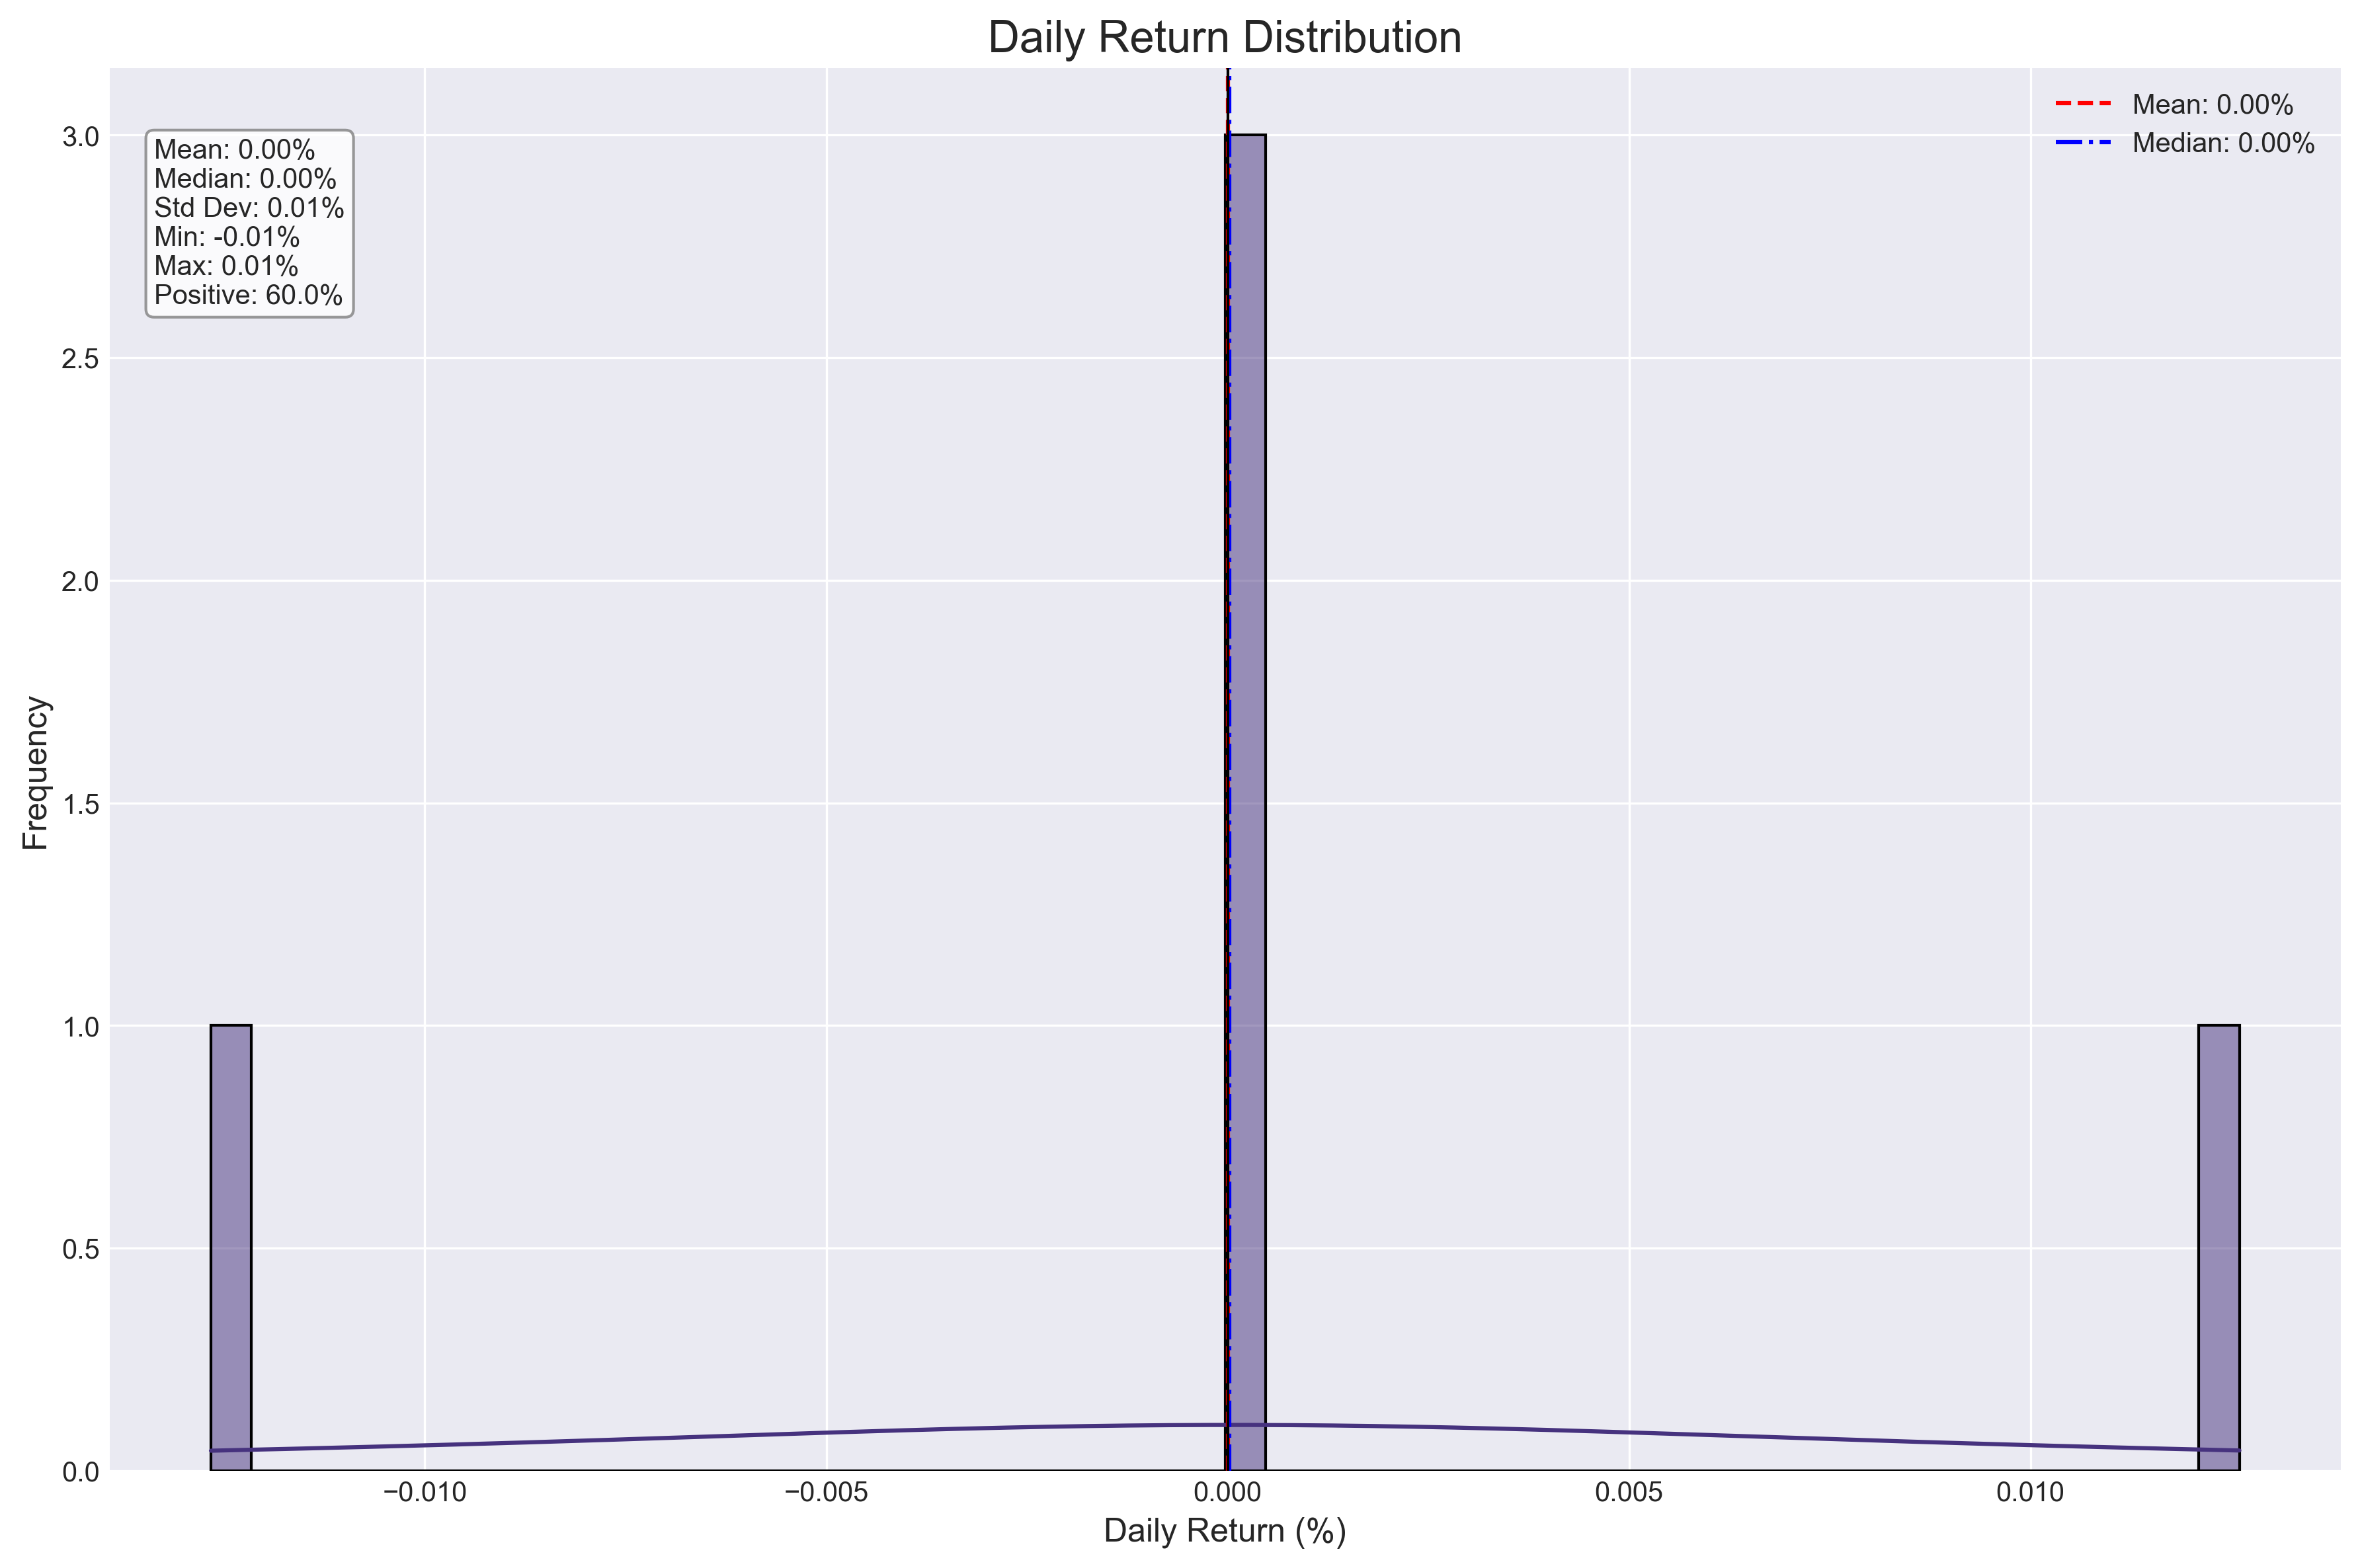 Daily Return Distribution
Mean: 0.00%
Median: 0.00%
Mean: 0.00%
Median: 0.00%
Std Dev: 0.01%
Min: -0.01%
Max: 0.01%
Positive: 60.0%
3.0
2.5
2.0
1.5
1.0
0.5
0.0
Frequency
−0.010 −0.005 0.000 0.005 0.010
Daily Return (%)